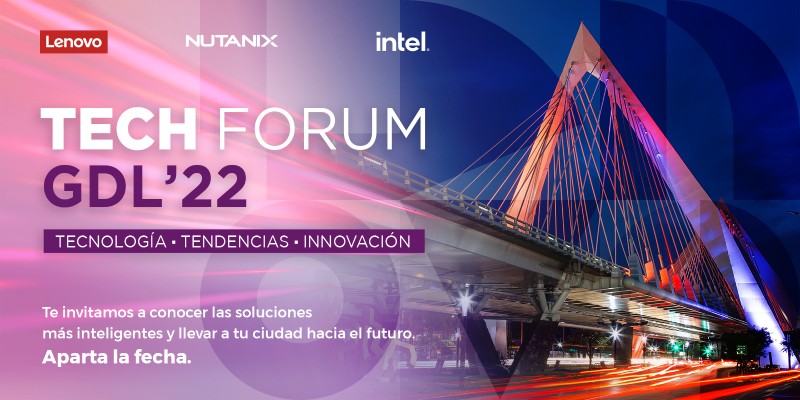 Lenovo
NUTANIX
intel.
TECH FORUM
GDL'22
TECNOLOGÍA ▪ TENDENCIAS ▪ INNOVACIÓN
Te invitamos a conocer las soluciones
más inteligentes y llevar a tu ciudad hacia el futuro.
Aparta la fecha.